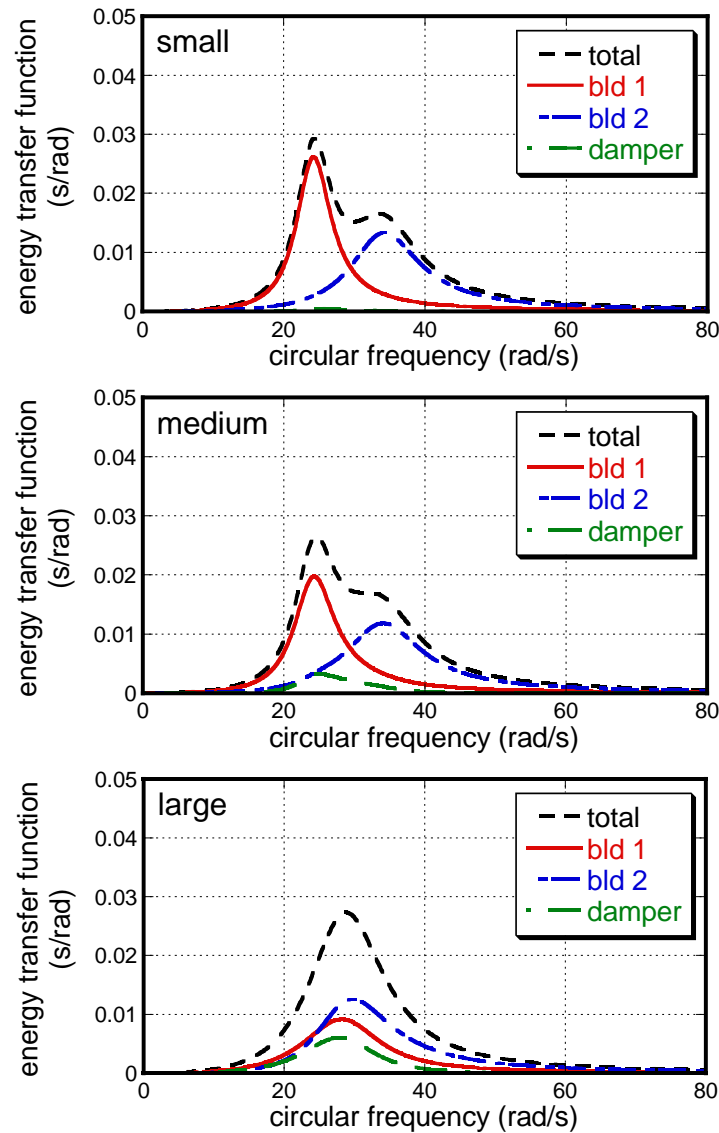 small
total
bld 1
bld 2
damper
energy transfer function
(s/rad)
0.05
0.04
0.03
0.02
0.01
0
0 20 40 60 80
circular frequency (rad/s)
medium
total
bld 1
bld 2
damper
energy transfer function
(s/rad)
0.05
0.04
0.03
0.02
0.01
0
0 20 40 60 80
circular frequency (rad/s)
large
total
bld 1
bld 2
damper
energy transfer function
(s/rad)
0.05
0.04
0.03
0.02
0.01
0
0 20 40 60 80
circular frequency (rad/s)